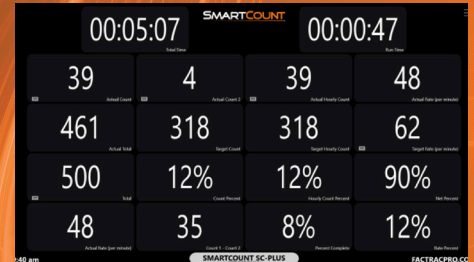 00:05:07 SMARTCOUNT 00:00:47
Total Time Run Time
39 4 39 48
Actual Count Actual Count 2 Actual Hourly Count Actual Rate (per minute)
461 318 318 62
Actual Total Target Count Target Hourly Count Target Rate (per minute)
500 12% 12% 90%
Total Count Percent Hourly Count Percent Net Percent
48 35 8% 12%
Actual Rate (per minute) Count 1 - Count 2 Percent Complete Rate Percent
:40 am SMARTCOUNT SC-PLUS FACTRACPRO.CO